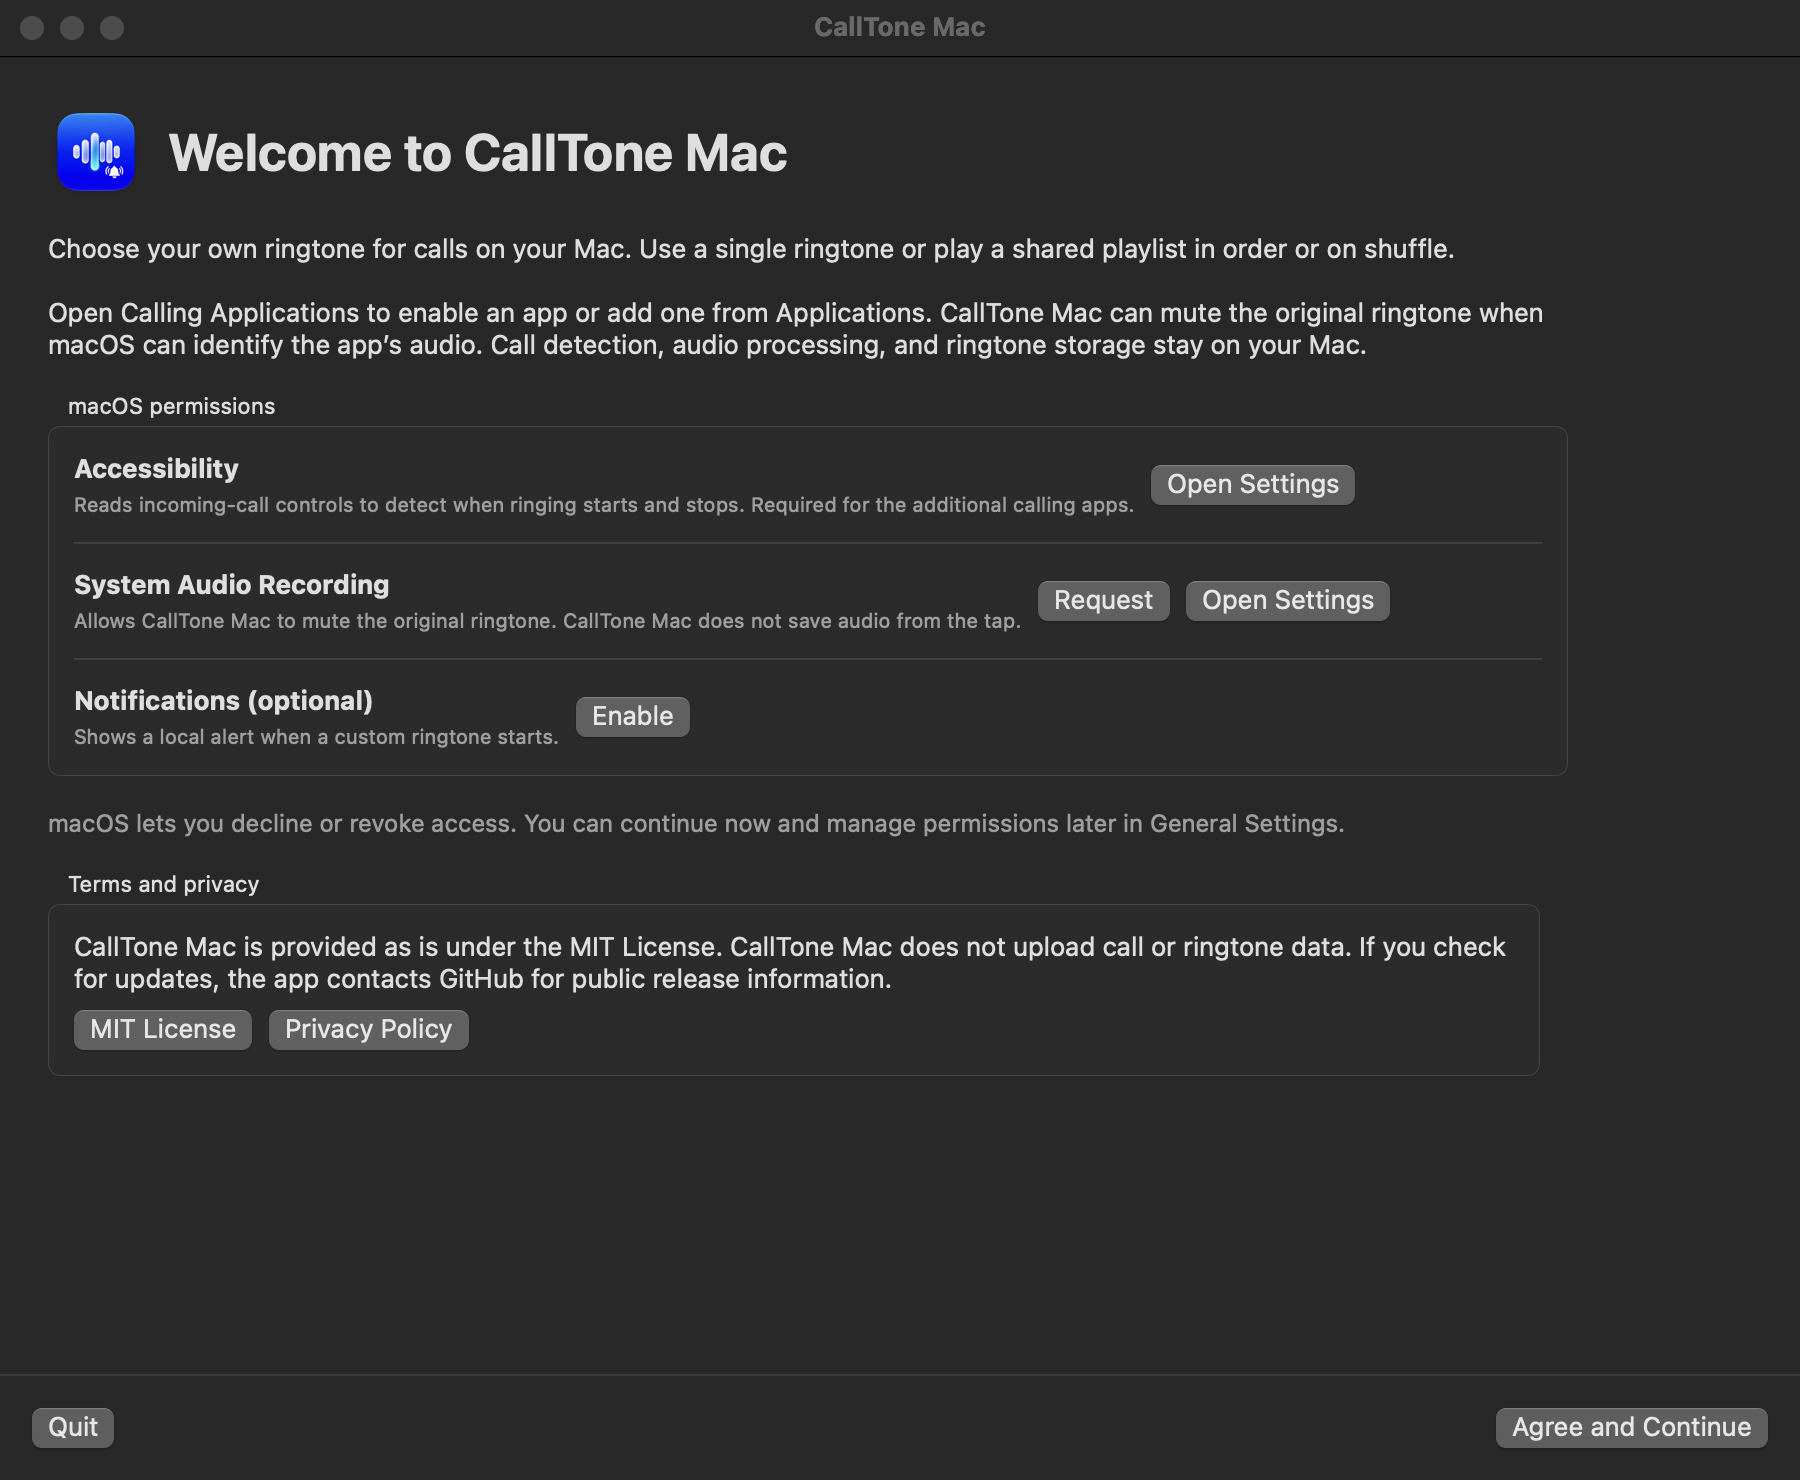 CallTone Mac
Welcome to CallTone Mac
Choose your own ringtone for calls on your Mac. Use a single ringtone or play a shared playlist in order or on shuffle.
Open Calling Applications to enable an app or add one from Applications. CallTone Mac can mute the original ringtone when
macOS can identify the app’s audio. Call detection, audio processing, and ringtone storage stay on your Mac.
macOS permissions
Accessibility
Reads incoming-call controls to detect when ringing starts and stops. Required for the additional calling apps.
Open Settings
System Audio Recording
Allows CallTone Mac to mute the original ringtone. CallTone Mac does not save audio from the tap.
Request
Open Settings
Notifications (optional)
Shows a local alert when a custom ringtone starts.
Enable
macOS lets you decline or revoke access. You can continue now and manage permissions later in General Settings.
Terms and privacy
CallTone Mac is provided as is under the MIT License. CallTone Mac does not upload call or ringtone data. If you check
for updates, the app contacts GitHub for public release information.
MIT License
Privacy Policy
Quit
Agree and Continue